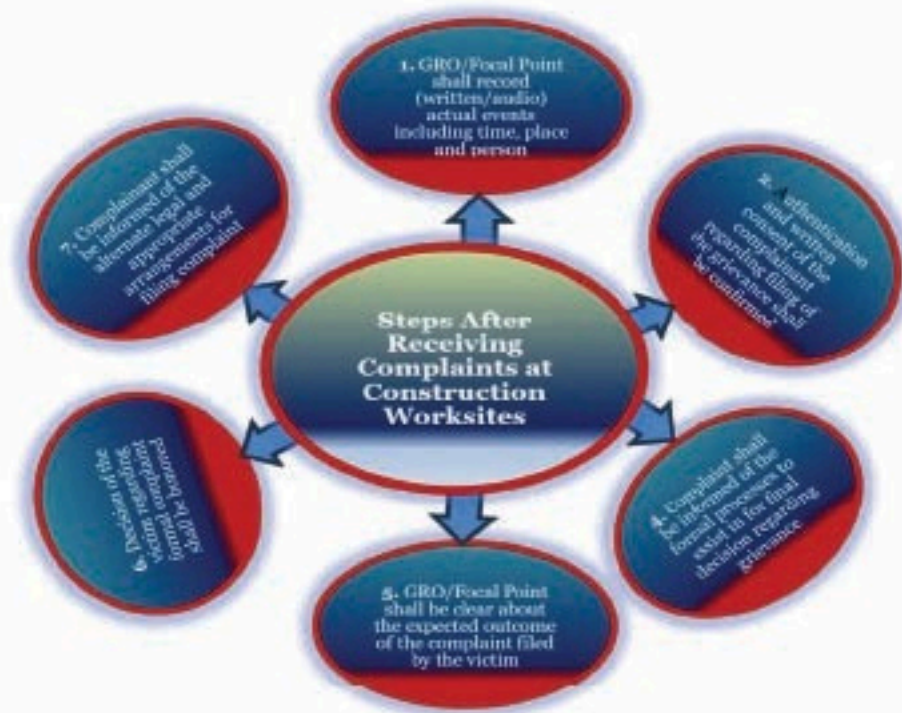 Steps After
Receiving
Complaints at
Construction
Worksites
1. GRO/Focal Point
shall record
(written/audio)
actual events
including time, place
and person
2. Authentication
and written
consent of the
complainant
regarding filing of
the grievance shall
be confirmed
4. Complaint shall
be informed of the
formal processes to
assist in for final
decision regarding
grievance
5. GRO/Focal Point
shall be clear about
the expected outcome
of the complaint filed
by the victim
6. Decision of the
victim regarding
formal complaint
shall be
7. Complainant shall
be informed of the
alternate legal and
appropriate
arrangements for
filing complaint